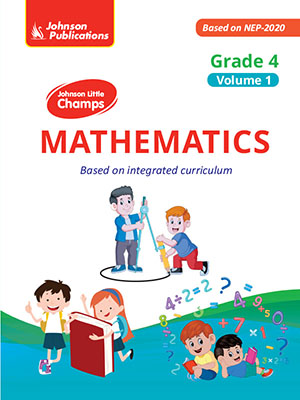 Johnson
Publications
Based on NEP-2020
Grade 4
Volume 1
Johnson Little
Champs
MATHEMATICS
Based on integrated curriculum